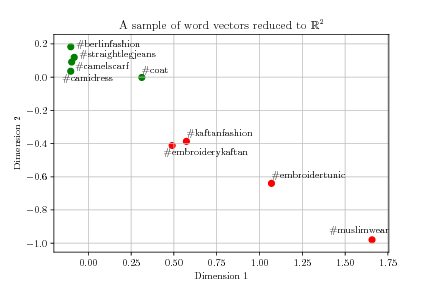 A sample of word vectors reduced to ℝ²
#berlinfashion
#straightlegjeans
#camelscarf
#camidress
#coat
#kaftanfashion
#embroiderykaftan
#embroidertunic
#muslimwear
0.2
0.0
−0.2
−0.4
−0.6
−0.8
−1.0
Dimension 2
0.00 0.25 0.50 0.75 1.00 1.25 1.50 1.75
Dimension 1